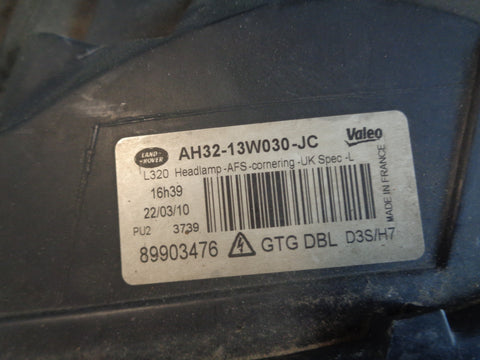 LAND-
ROVER
AH32-13W030-JC
Valeo
L320 Headlamp-AFS-cornering-UK Spec-L
16h39
22/03/10
PU2 3739
89903476 GTG DBL D3S/H7
MADE IN FRANCE